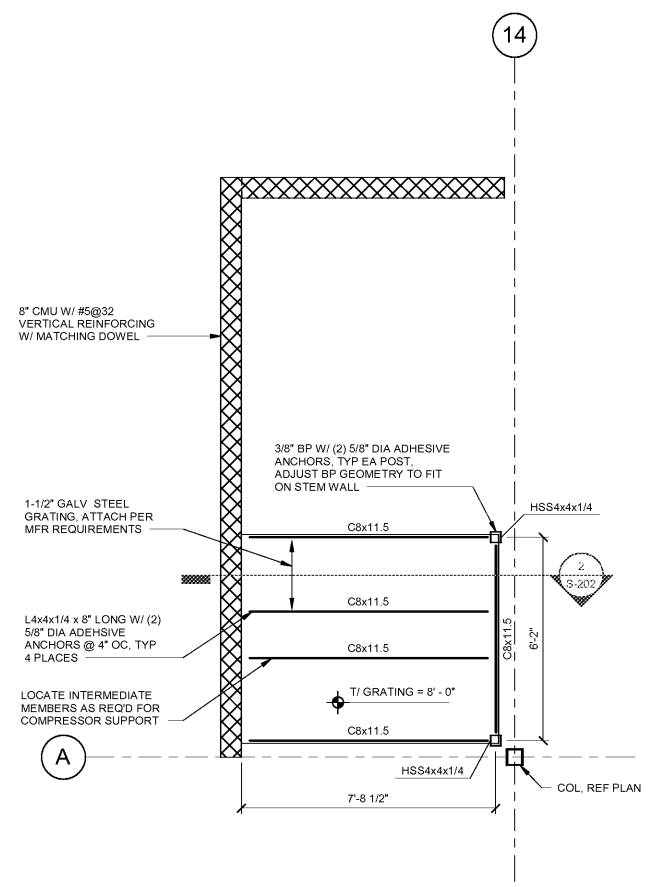 14
8" CMU W/ #5@32
VERTICAL REINFORCING
W/ MATCHING DOWEL
3/8" BP W/ (2) 5/8" DIA ADHESIVE
ANCHORS, TYP EA POST,
ADJUST BP GEOMETRY TO FIT
ON STEM WALL
1-1/2" GALV STEEL
GRATING, ATTACH PER
MFR REQUIREMENTS
HSS4x4x1/4
C8x11.5
2
S-202
C8x11.5
L4x4x1/4 x 8" LONG W/ (2)
5/8" DIA ADEHSIVE
ANCHORS @ 4" OC, TYP
4 PLACES
C8x11.5
6'-2"
C8x11.5
LOCATE INTERMEDIATE
MEMBERS AS REQ'D FOR
COMPRESSOR SUPPORT
T/ GRATING = 8' - 0"
C8x11.5
A
HSS4x4x1/4
COL, REF PLAN
7'-8 1/2"